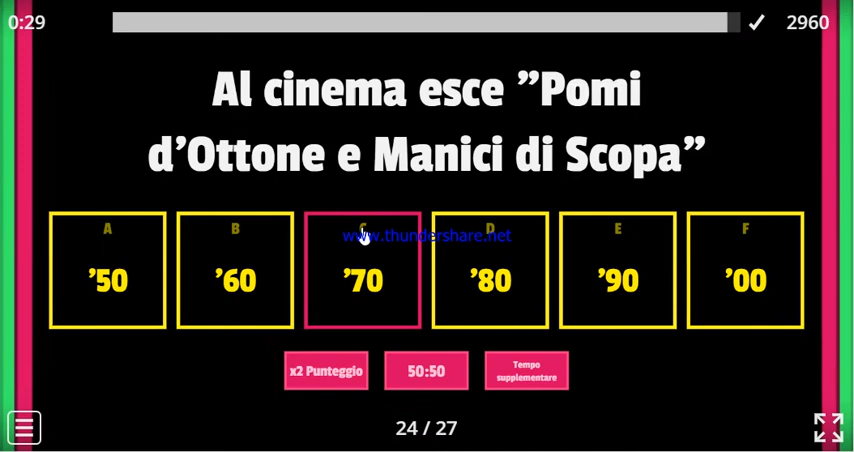 0:29
2960
Al cinema esce ”Pomi
d’Ottone e Manici di Scopa”
A
B
C
D
E
F
www.thundershare.net
’50
’60
’70
’80
’90
’00
x2 Punteggio
50:50
Tempo
supplementare
24 / 27